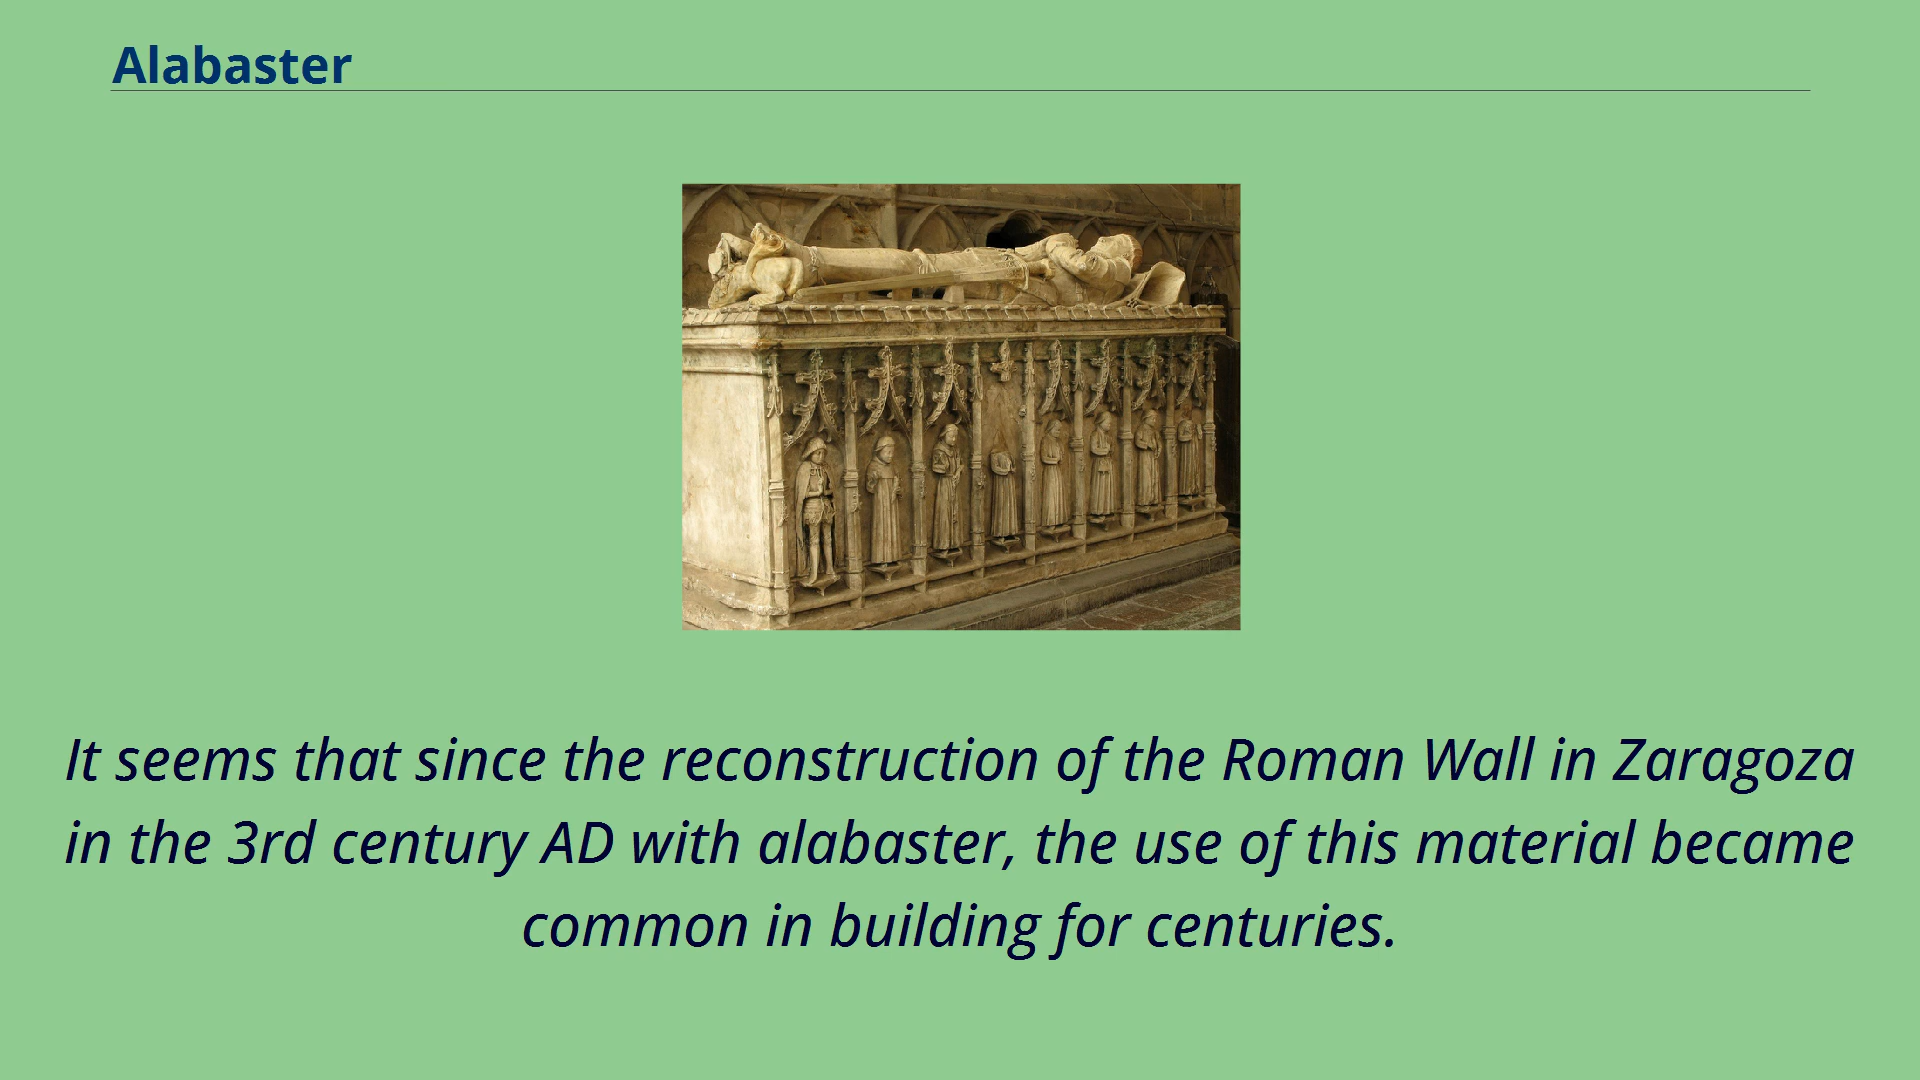 Alabaster
It seems that since the reconstruction of the Roman Wall in Zaragoza
in the 3rd century AD with alabaster, the use of this material became
common in building for centuries.